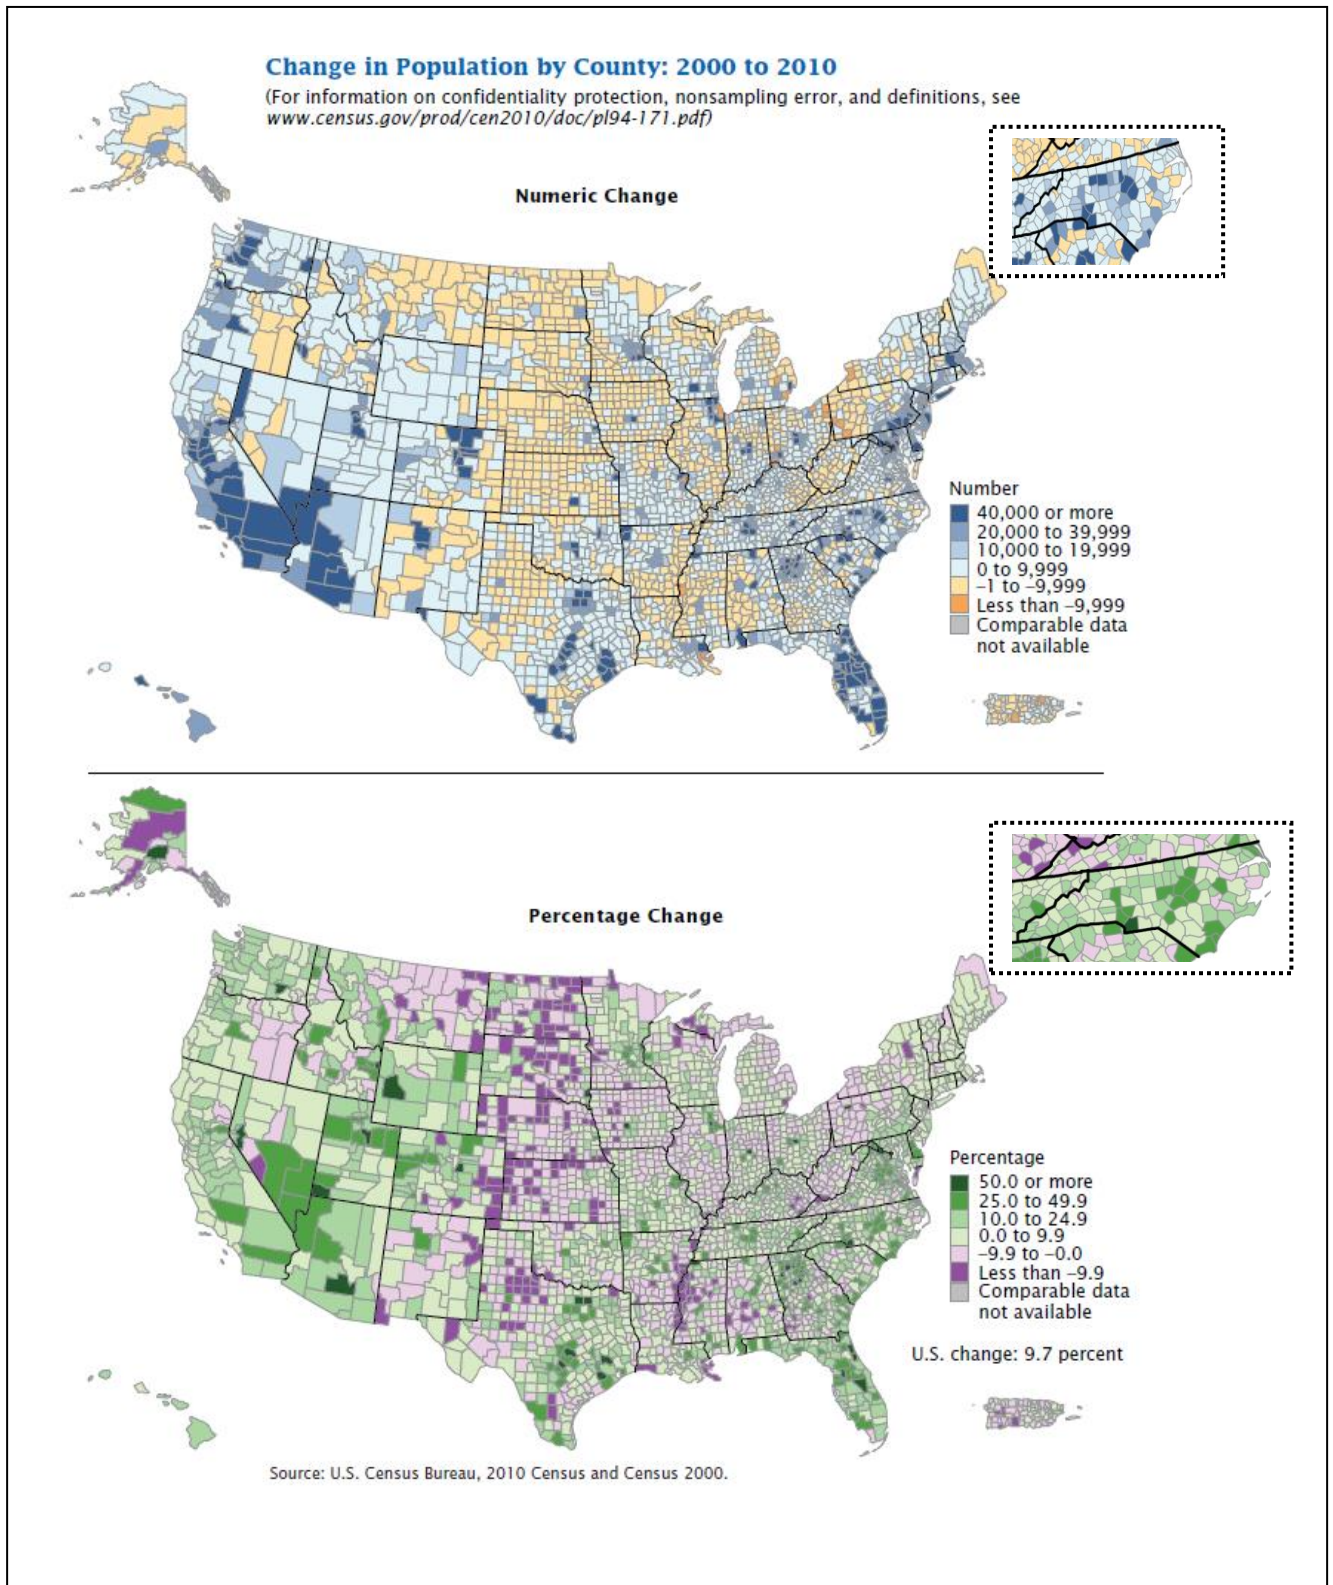 Change in Population by County: 2000 to 2010
(For information on confidentiality protection, nonsampling error, and definitions, see
www.census.gov/prod/cen2010/doc/pl94-171.pdf)
Numeric Change
Number
40,000 or more
20,000 to 39,999
10,000 to 19,999
0 to 9,999
−1 to −9,999
Less than −9,999
Comparable data
not available
Percentage Change
Percentage
50.0 or more
25.0 to 49.9
10.0 to 24.9
0.0 to 9.9
−9.9 to −0.0
Less than −9.9
Comparable data
not available
U.S. change: 9.7 percent
Source: U.S. Census Bureau, 2010 Census and Census 2000.